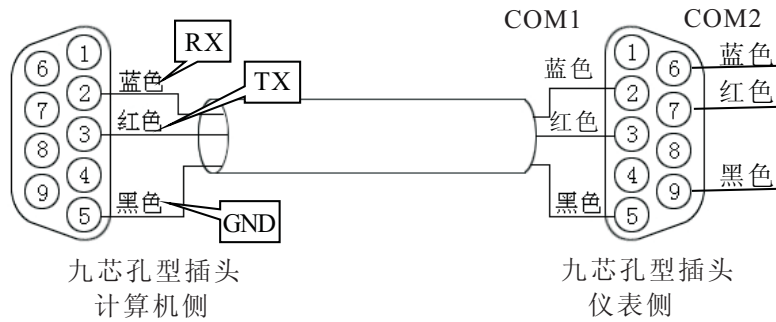 COM1
COM2
RX
TX
GND
蓝色
红色
黑色
1
2
3
4
5
6
7
8
9
蓝色
红色
黑色
1
2
3
4
5
6
7
8
9
蓝色
红色
黑色
九芯孔型插头
计算机侧
九芯孔型插头
仪表侧